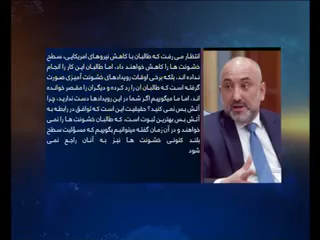 انتظار می رفت که طالبان با کاهش نیروهای امریکایی، سطح
خشونت ها را کاهش خواهند داد، اما طالبان این کار را انجام
نداده اند، بلکه برخی اوقات رویدادهای خشونت آمیزی صورت
گرفته است که طالبان آن را رد کرده و دیگران را مقصر خوانده
اند، اما ما میگوییم اگر شما در این رویدادها دست ندارید، چرا
آتش بس نمی کنید؟ حقیقیت این است که توافق در رابطه به
آتش بس بهترین ثبوت است، که طالبان خشونت ها را نمی
خواهند و در آن زمان گفته میتوانیم بگوییم که مسؤلیت سطح
بلند کنونی خشونت ها نیز به آنان راجع نمی
شود